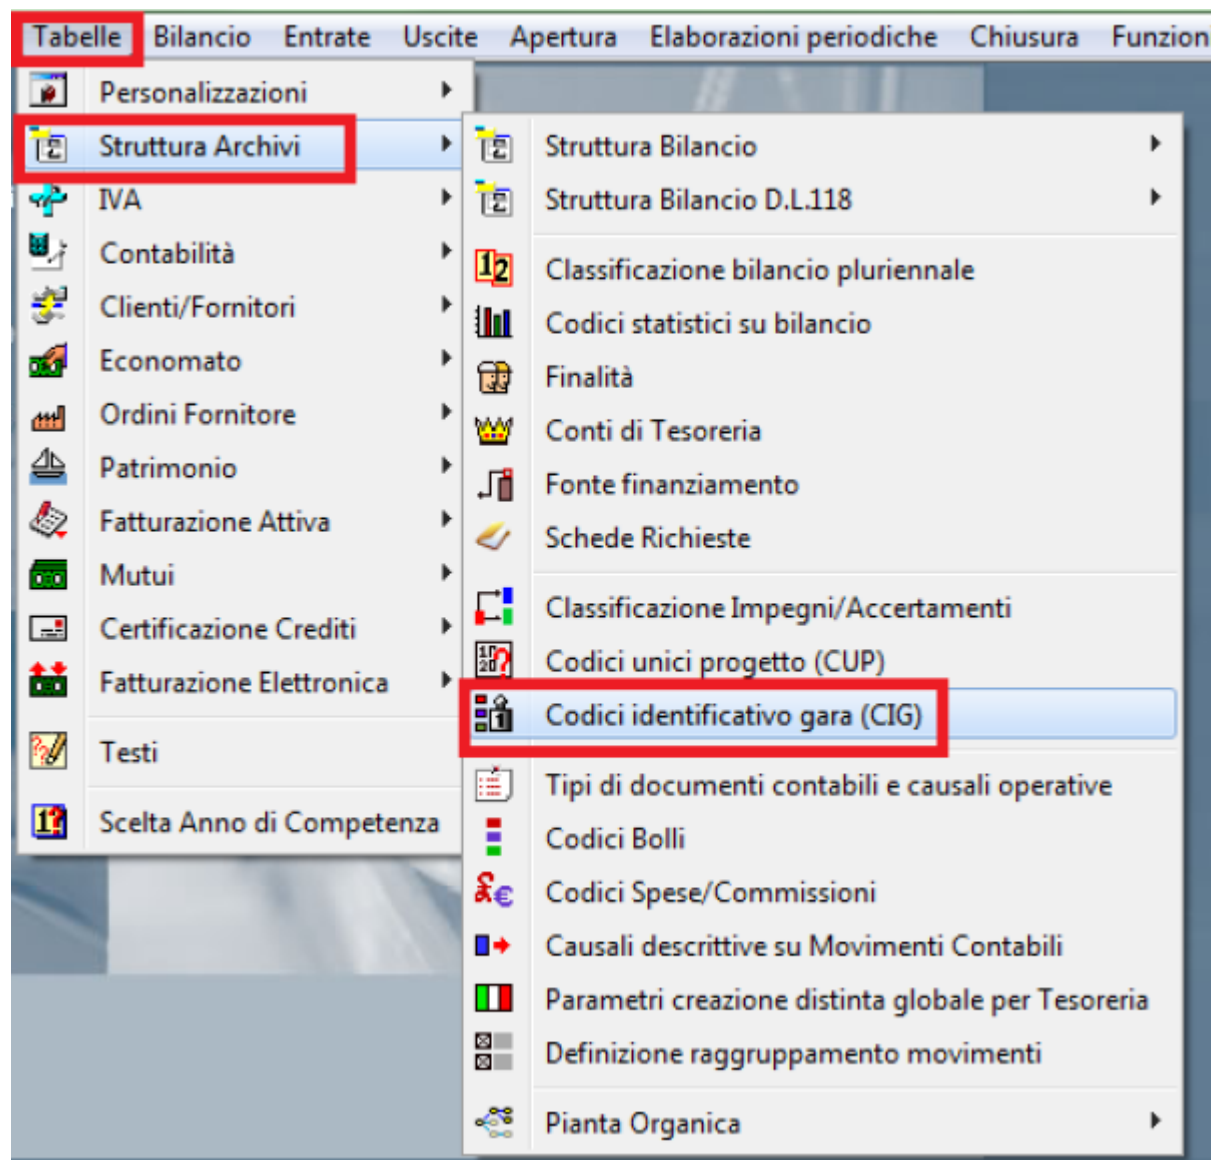 Tabelle Bilancio Entrate Uscite Apertura Elaborazioni periodiche Chiusura Funzion
Personalizzazioni
Struttura Archivi
IVA
Contabilità
Clienti/Fornitori
Economato
Ordini Fornitore
Patrimonio
Fatturazione Attiva
Mutui
Certificazione Crediti
Fatturazione Elettronica
Testi
Scelta Anno di Competenza
Struttura Bilancio
Struttura Bilancio D.L.118
Classificazione bilancio pluriennale
Codici statistici su bilancio
Finalità
Conti di Tesoreria
Fonte finanziamento
Schede Richieste
Classificazione Impegni/Accertamenti
Codici unici progetto (CUP)
Codici identificativo gara (CIG)
Tipi di documenti contabili e causali operative
Codici Bolli
Codici Spese/Commissioni
Causali descrittive su Movimenti Contabili
Parametri creazione distinta globale per Tesoreria
Definizione raggruppamento movimenti
Pianta Organica